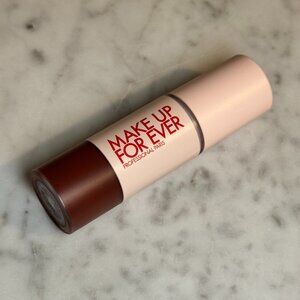 MAKE UP
FOR EVER
PROFESSIONAL PARIS